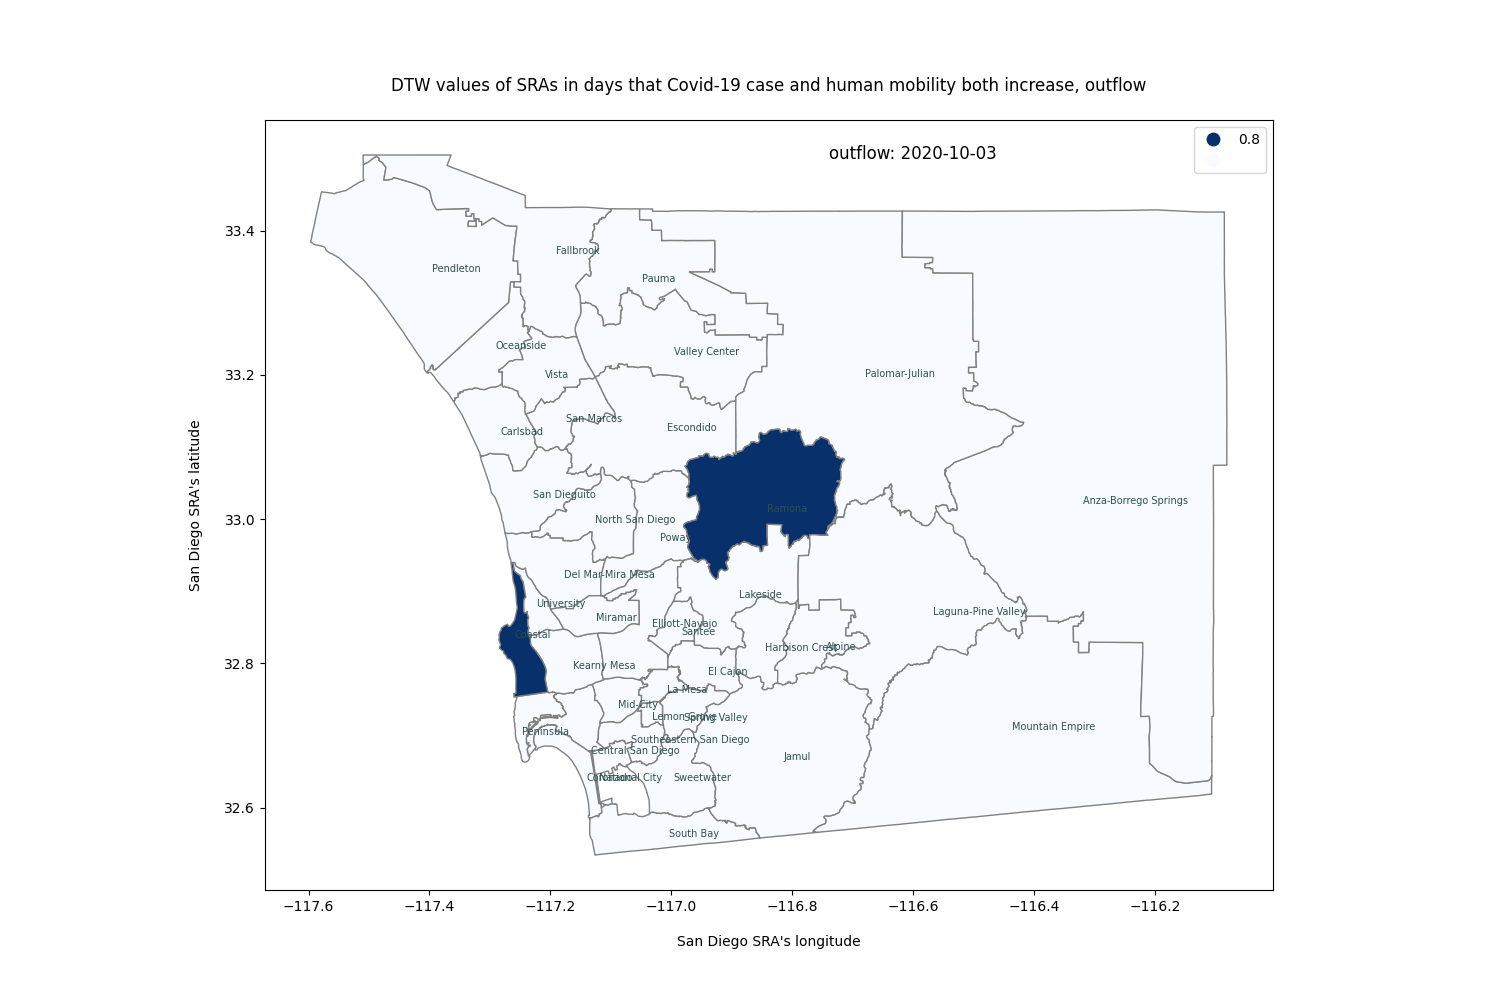 DTW values of SRAs in days that Covid-19 case and human mobility both increase, outflow
outflow: 2020-10-03
0.8
33.4
33.2
33.0
32.8
32.6
San Diego SRA's latitude
Fallbrook
Pendleton
Pauma
Oceanside
Valley Center
Vista
Palomar-Julian
San Marcos
Carlsbad
Escondido
San Dieguito
Anza-Borrego Springs
Ramona
North San Diego
Poway
Del Mar-Mira Mesa
Lakeside
University
Miramar
Laguna-Pine Valley
Elliott-Navajo
Santee
Coastal
Harbison Crest
Alpine
Kearny Mesa
El Cajon
La Mesa
Mid-City
Lemon Grove
Spring Valley
Mountain Empire
Peninsula
Southeastern San Diego
Central San Diego
Jamul
Coronado
National City
Sweetwater
South Bay
−117.6
−117.4
−117.2
−117.0
−116.8
−116.6
−116.4
−116.2
San Diego SRA's longitude